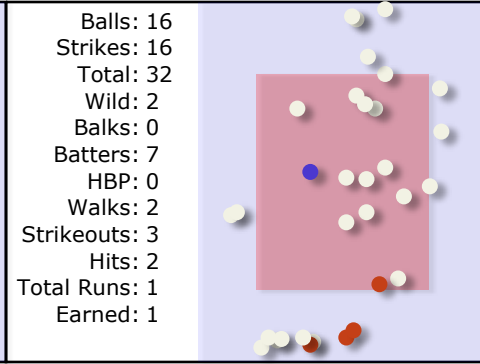 Balls: 16
Strikes: 16
Total: 32
Wild: 2
Balks: 0
Batters: 7
HBP: 0
Walks: 2
Strikeouts: 3
Hits: 2
Total Runs: 1
Earned: 1